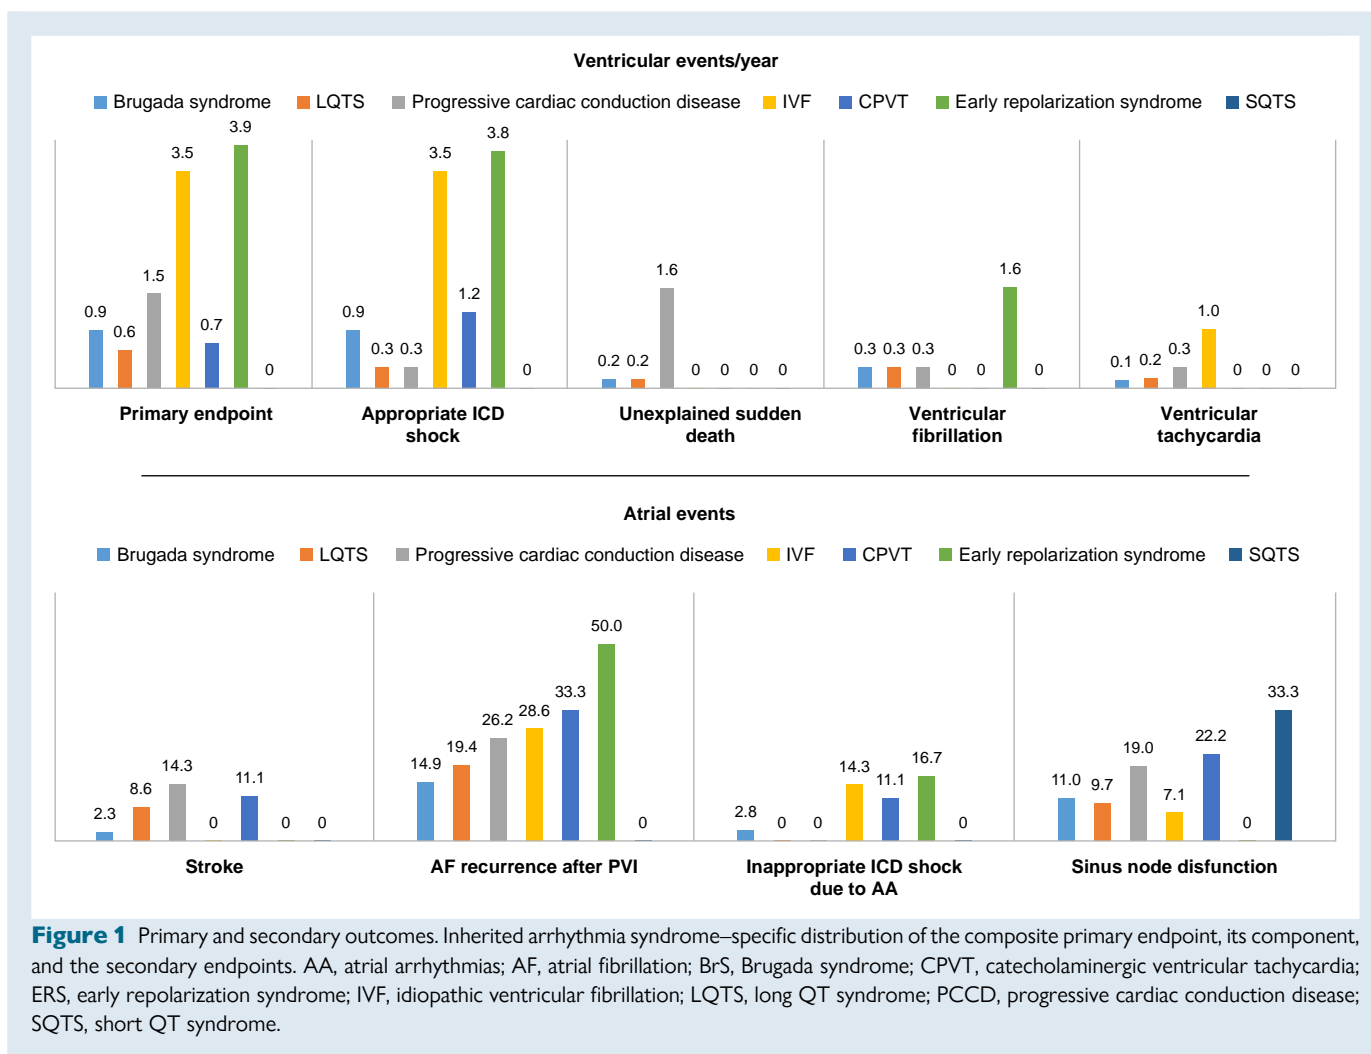 Ventricular events/year
Brugada syndrome LQTS Progressive cardiac conduction disease IVF CPVT Early repolarization syndrome SQTS
0.9 0.6 1.5 3.5 0.7 3.9 0
0.9 0.3 0.3 3.5 1.2 3.8 0
0.2 0.2 1.6 0 0 0 0
0.3 0.3 0.3 0 0 1.6 0
0.1 0.2 0.3 1.0 0 0 0
Primary endpoint
Appropriate ICD
shock
Unexplained sudden
death
Ventricular
fibrillation
Ventricular
tachycardia
Atrial events
Brugada syndrome LQTS Progressive cardiac conduction disease IVF CPVT Early repolarization syndrome SQTS
2.3 8.6 14.3 0 11.1 0 0
14.9 19.4 26.2 28.6 33.3 50.0 0
2.8 0 0 14.3 11.1 16.7 0
11.0 9.7 19.0 7.1 22.2 0 33.3
Stroke
AF recurrence after PVI
Inappropriate ICD shock
due to AA
Sinus node disfunction
Figure 1 Primary and secondary outcomes. Inherited arrhythmia syndrome–specific distribution of the composite primary endpoint, its component,
and the secondary endpoints. AA, atrial arrhythmias; AF, atrial fibrillation; BrS, Brugada syndrome; CPVT, catecholaminergic ventricular tachycardia;
ERS, early repolarization syndrome; IVF, idiopathic ventricular fibrillation; LQTS, long QT syndrome; PCCD, progressive cardiac conduction disease;
SQTS, short QT syndrome.